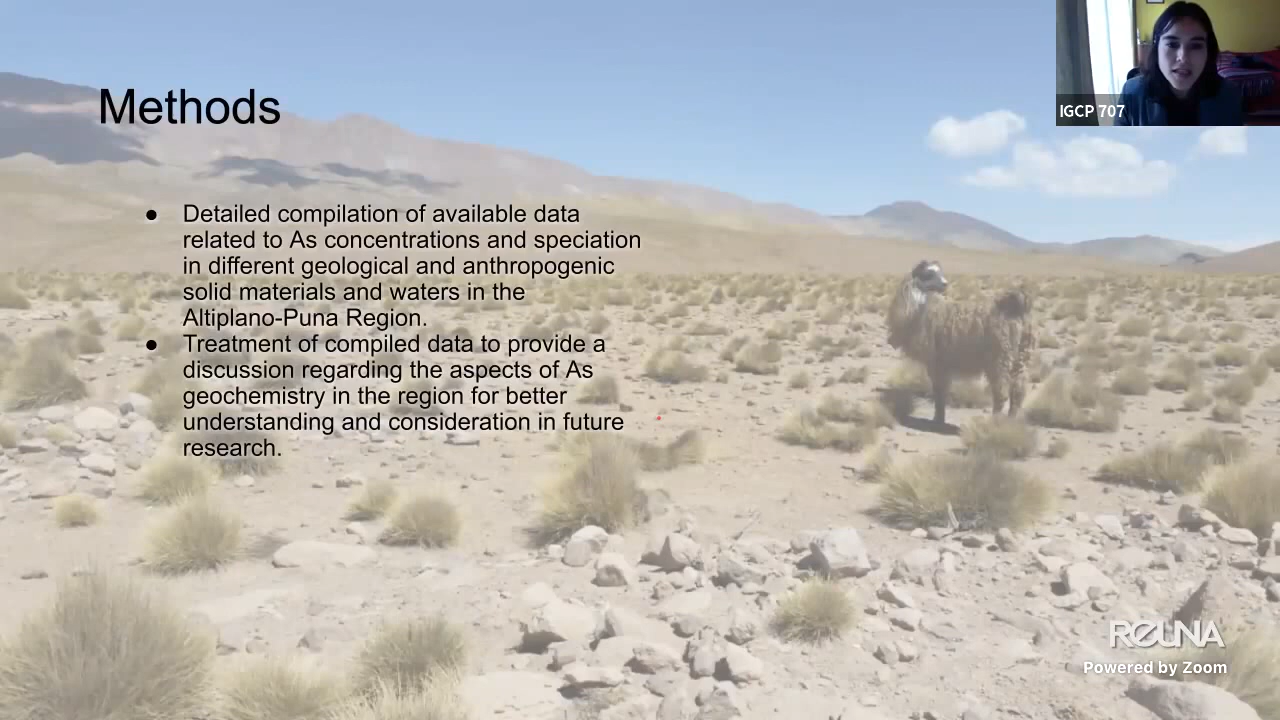 Methods
IGCP 707
● Detailed compilation of available data
related to As concentrations and speciation
in different geological and anthropogenic
solid materials and waters in the
Altiplano-Puna Region.
● Treatment of compiled data to provide a
discussion regarding the aspects of As
geochemistry in the region for better
understanding and consideration in future
research.
REUNA
Powered by Zoom